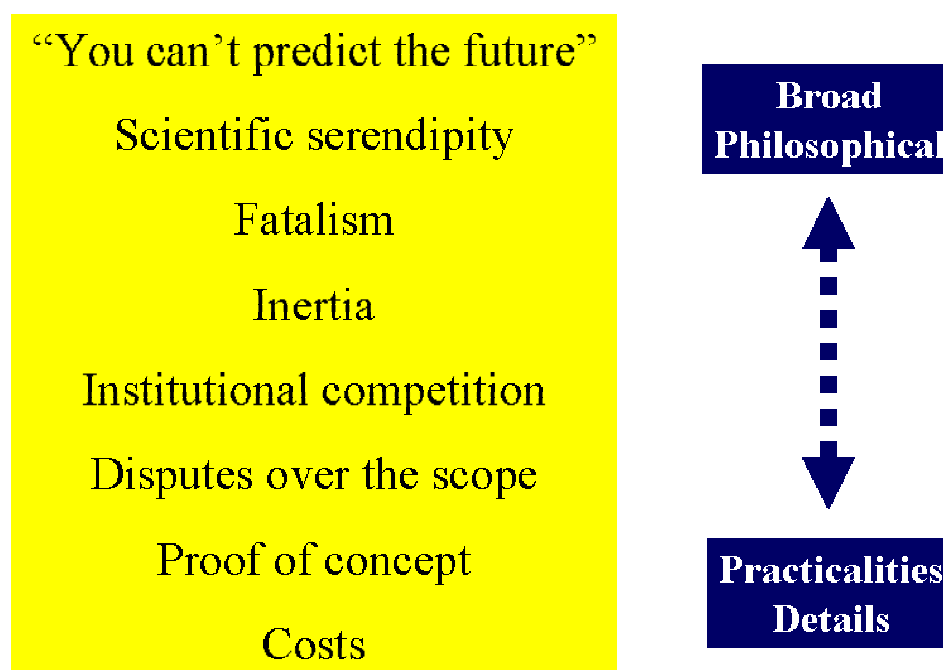 “You can’t predict the future”
Scientific serendipity
Fatalism
Inertia
Institutional competition
Disputes over the scope
Proof of concept
Costs
Broad
Philosophical
Practicalities
Details